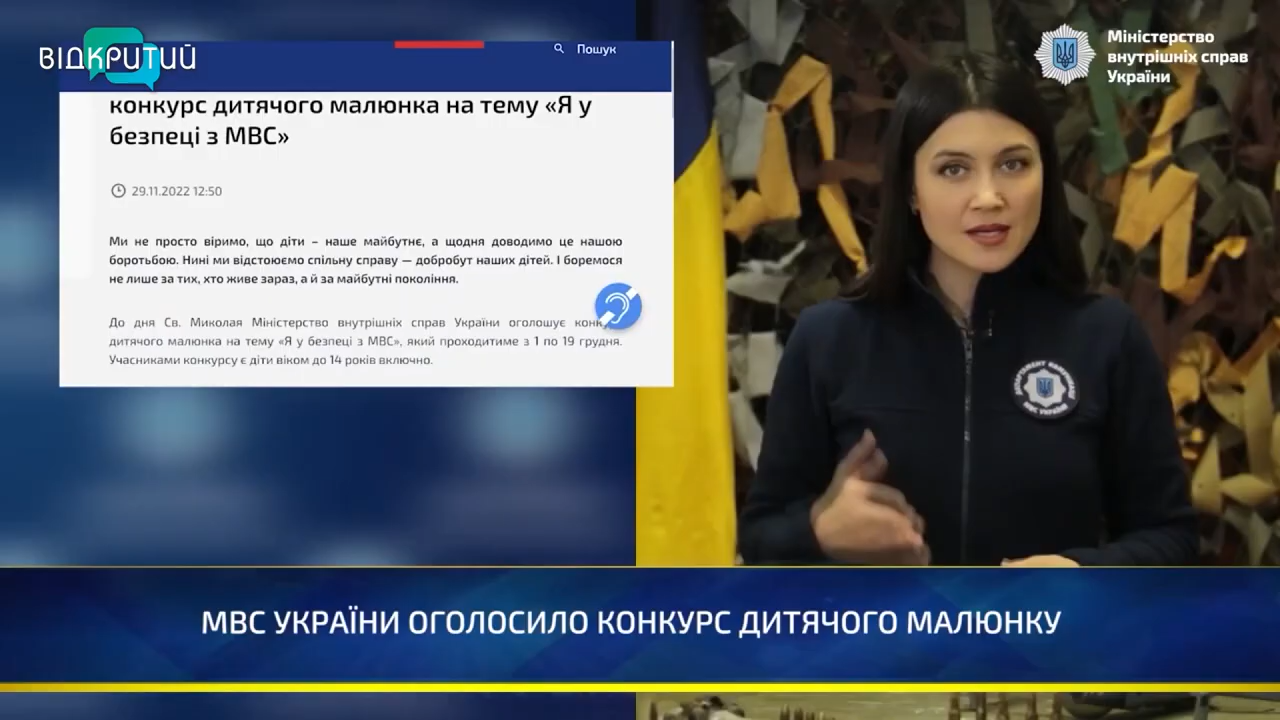 ВІДКРИТИЙ
Пошук
конкурс дитячого малюнка на тему «Я у
безпеці з МВС»
29.11.2022 12:50
Ми не просто віримо, що діти – наше майбутнє, а щодня доводимо це нашою
боротьбою. Нині ми відстоюємо спільну справу — добробут наших дітей. І боремося
не лише за тих, хто живе зараз, а й за майбутні покоління.
До дня Св. Миколая Міністерство внутрішніх справ України оголошує
дитячого малюнка на тему «Я у безпеці з МВС», який проходитиме з 1 по 19 грудня.
Учасниками конкурсу є діти віком до 14 років включно.
Міністерство
внутрішніх справ
України
МВС УКРАЇНИ
МВС УКРАЇНИ ОГОЛОСИЛО КОНКУРС ДИТЯЧОГО МАЛЮНКУ